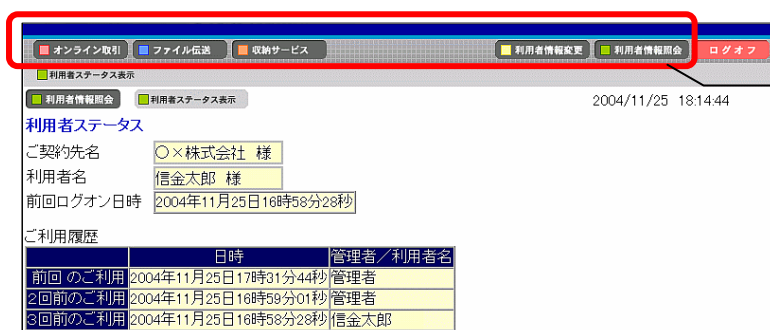 オンライン取引 ファイル伝送 収納サービス 利用者情報変更 利用者情報照会 ログオフ
利用者ステータス表示
利用者情報照会 利用者ステータス表示 2004/11/25 18:14:44
利用者ステータス
ご契約先名 ○×株式会社 様
利用者名 信金太郎 様
前回ログオン日時 2004年11月25日16時58分28秒
ご利用履歴
日時 管理者/利用者名
前回 のご利用 2004年11月25日17時31分44秒 管理者
2回前のご利用 2004年11月25日16時59分01秒 管理者
3回前のご利用 2004年11月25日16時58分28秒 信金太郎